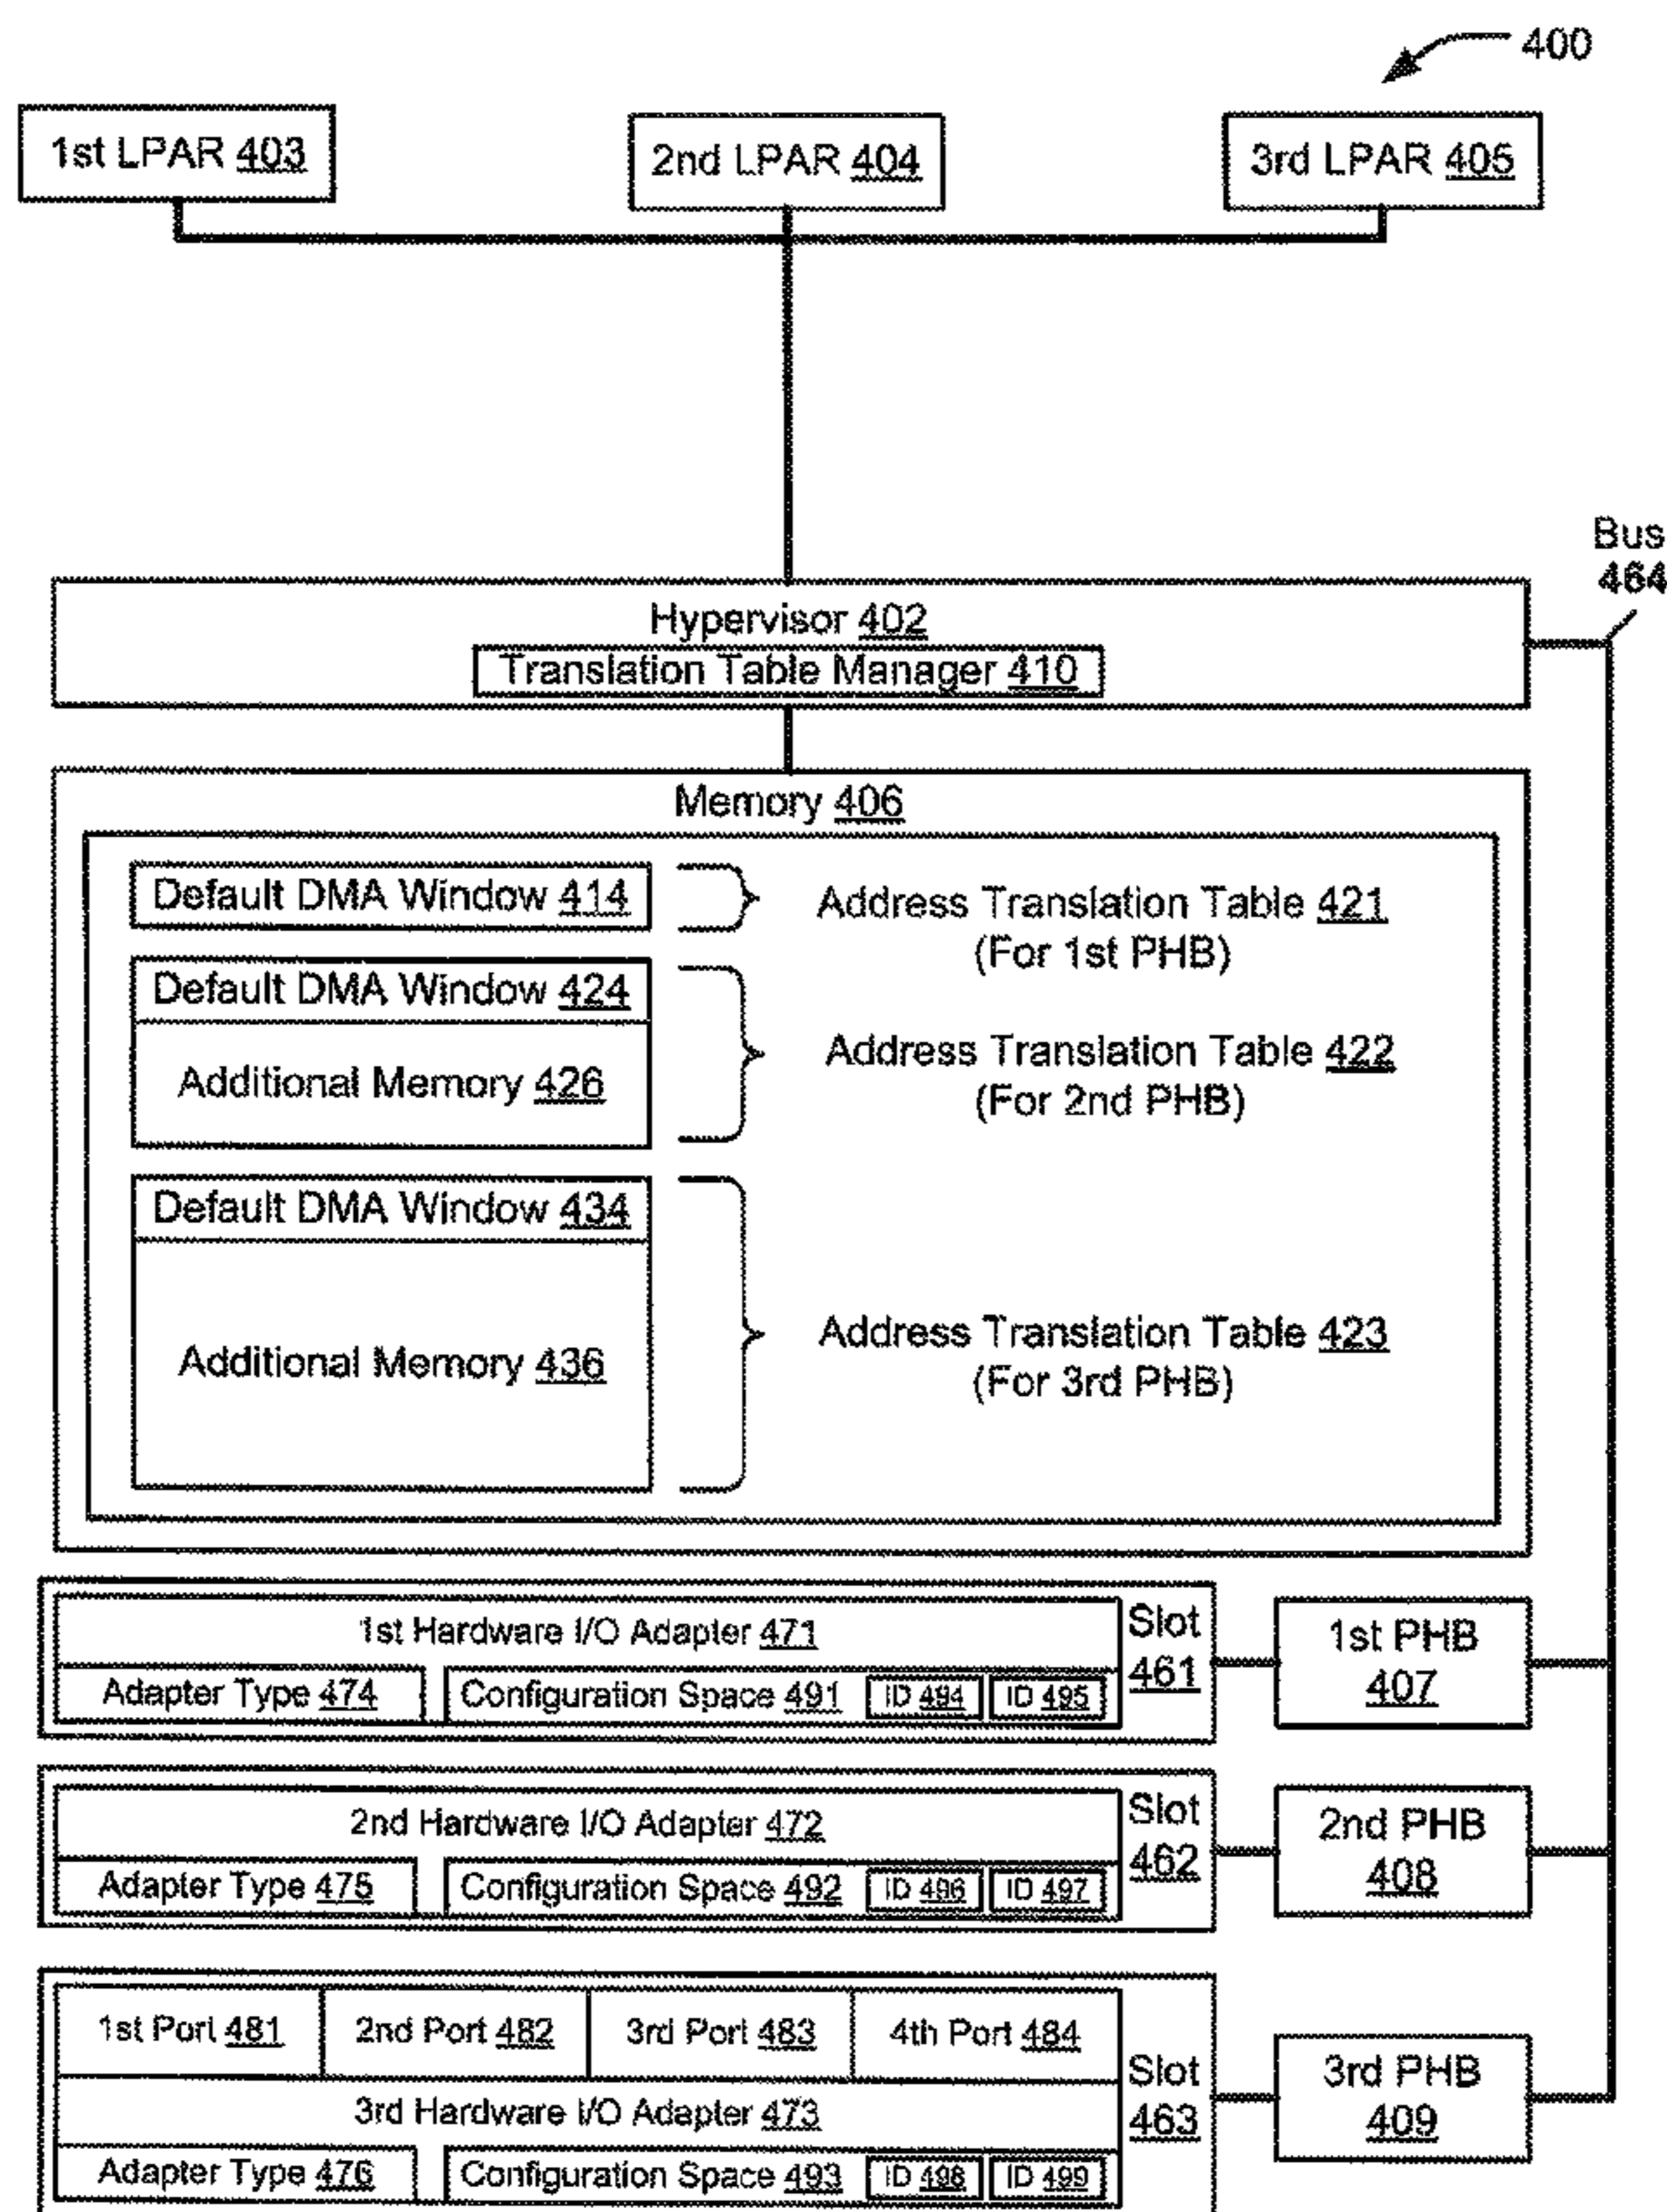 400
1st LPAR 403
2nd LPAR 404
3rd LPAR 405
Bus
464
Hypervisor 402
Translation Table Manager 410
Memory 406
Default DMA Window 414
Address Translation Table 421
(For 1st PHB)
Default DMA Window 424
Additional Memory 426
Address Translation Table 422
(For 2nd PHB)
Default DMA Window 434
Additional Memory 436
Address Translation Table 423
(For 3rd PHB)
1st Hardware I/O Adapter 471
Adapter Type 474
Configuration Space 491
ID 494
ID 495
Slot
461
1st PHB
407
2nd Hardware I/O Adapter 472
Adapter Type 475
Configuration Space 492
ID 496
ID 497
Slot
462
2nd PHB
408
1st Port 481
2nd Port 482
3rd Port 483
4th Port 484
3rd Hardware I/O Adapter 473
Adapter Type 476
Configuration Space 493
ID 498
ID 499
Slot
463
3rd PHB
409